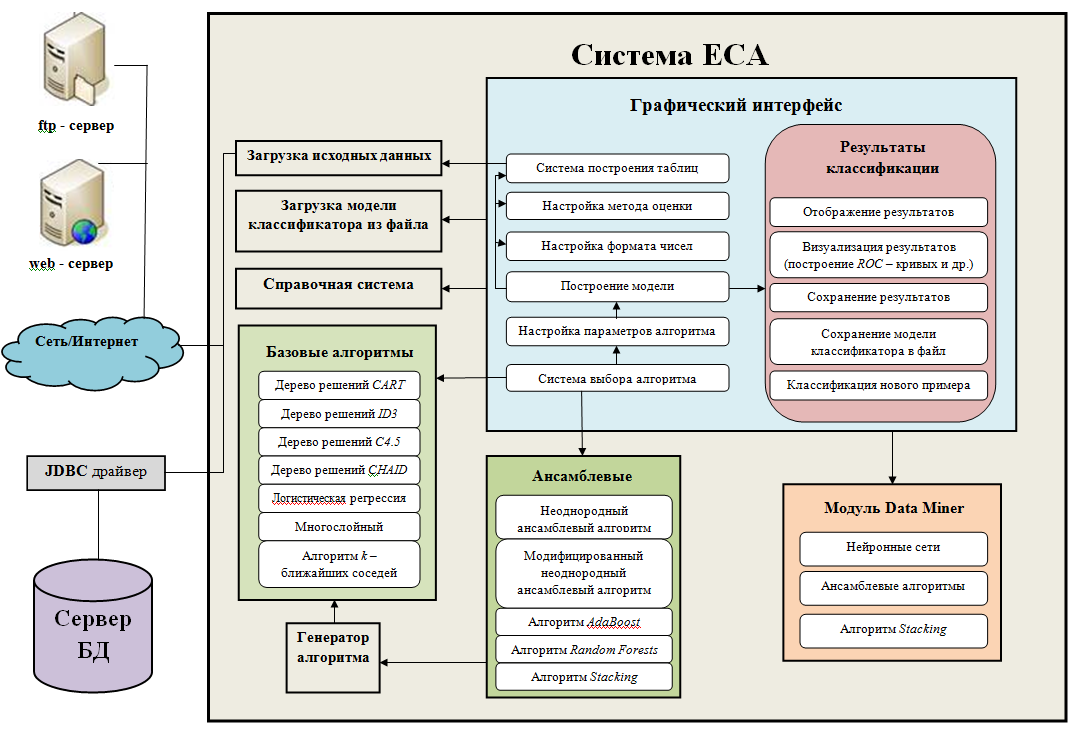 Система ECA
ftp - сервер
web - сервер
Сеть/Интернет
JDBC драйвер
Сервер
БД
Загрузка исходных данных
Загрузка модели
классификатора из файла
Справочная система
Базовые алгоритмы
Дерево решений CART
Дерево решений ID3
Дерево решений C4.5
Дерево решений CHAID
Логистическая регрессия
Многослойный
Алгоритм k –
ближайших соседей
Генератор
алгоритма
Графический интерфейс
Система построения таблиц
Настройка метода оценки
Настройка формата чисел
Построение модели
Настройка параметров алгоритма
Система выбора алгоритма
Результаты
классификации
Отображение результатов
Визуализация результатов
(построение ROC – кривых и др.)
Сохранение результатов
Сохранение модели
классификатора в файл
Классификация нового примера
Ансамблевые
Неоднородный
ансамблевый алгоритм
Модифицированный
неоднородный
ансамблевый алгоритм
Алгоритм AdaBoost
Алгоритм Random Forests
Алгоритм Stacking
Модуль Data Miner
Нейронные сети
Ансамблевые алгоритмы
Алгоритм Stacking